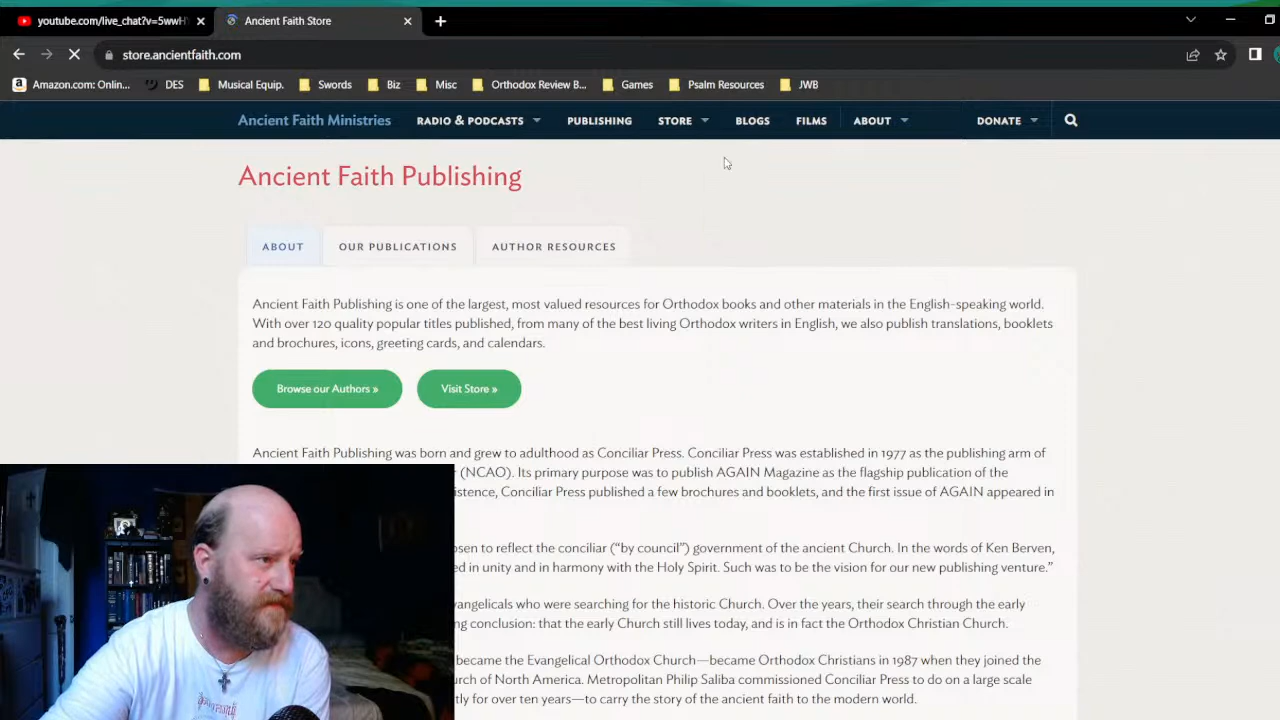 youtube.com/live_chat?v=5wwH
Ancient Faith Store
store.ancientfaith.com
Amazon.com: Onlin... DES Musical Equip. Swords Biz Misc Orthodox Review B... Games Psalm Resources JWB
Ancient Faith Ministries RADIO & PODCASTS PUBLISHING STORE BLOGS FILMS ABOUT DONATE
Ancient Faith Publishing
ABOUT OUR PUBLICATIONS AUTHOR RESOURCES
Ancient Faith Publishing is one of the largest, most valued resources for Orthodox books and other materials in the English-speaking world.
With over 120 quality popular titles published, from many of the best living Orthodox writers in English, we also publish translations, booklets
and brochures, icons, greeting cards, and calendars.
Browse our Authors » Visit Store »
Ancient Faith Publishing was born and grew to adulthood as Conciliar Press. Conciliar Press was established in 1977 as the publishing arm of
(NCAO). Its primary purpose was to publish AGAIN Magazine as the flagship publication of the
istence, Conciliar Press published a few brochures and booklets, and the first issue of AGAIN appeared in
osen to reflect the conciliar ("by council") government of the ancient Church. In the words of Ken Berven,
ed in unity and in harmony with the Holy Spirit. Such was to be the vision for our new publishing venture."
vangelicals who were searching for the historic Church. Over the years, their search through the early
ng conclusion: that the early Church still lives today, and is in fact the Orthodox Christian Church.
became the Evangelical Orthodox Church—became Orthodox Christians in 1987 when they joined the
urch of North America. Metropolitan Philip Saliba commissioned Conciliar Press to do on a large scale
tly for over ten years—to carry the story of the ancient faith to the modern world.